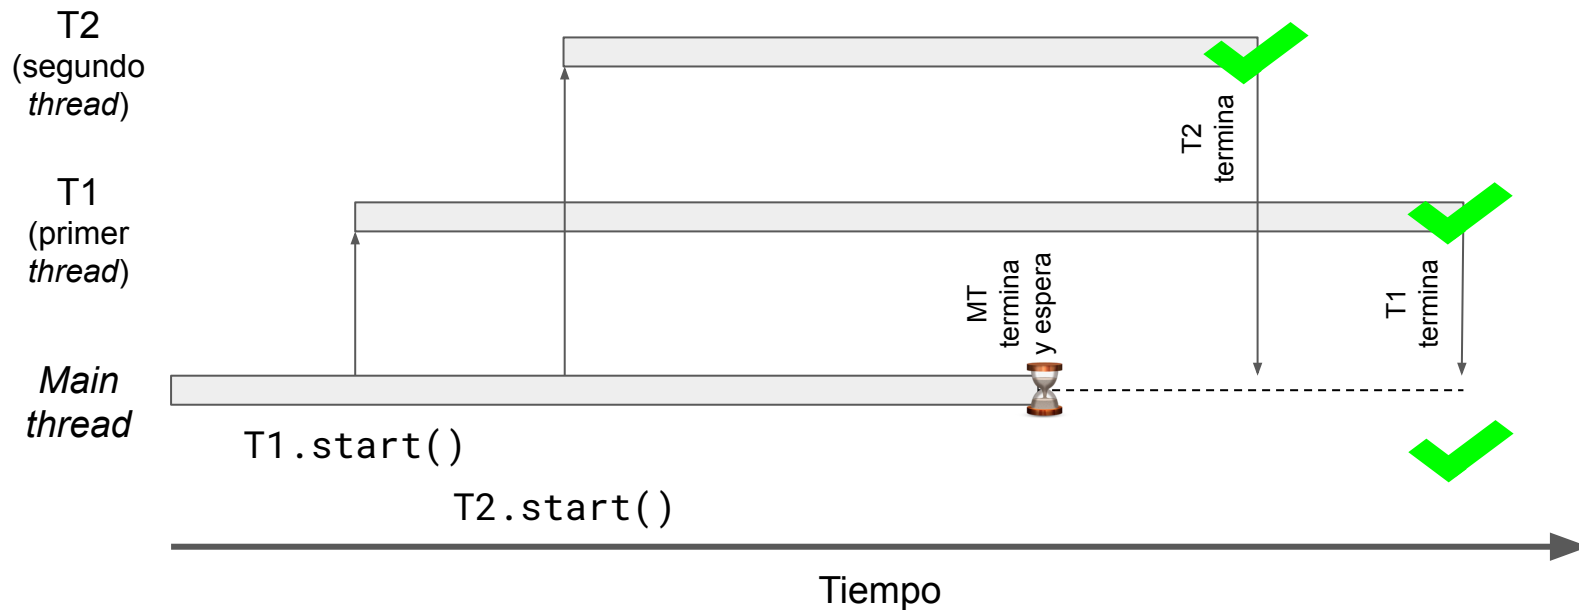 T2
(segundo
thread)
T2
termina
T1
(primer
thread)
MT
termina
y espera
T1
termina
Main
thread
T1.start()
T2.start()
Tiempo